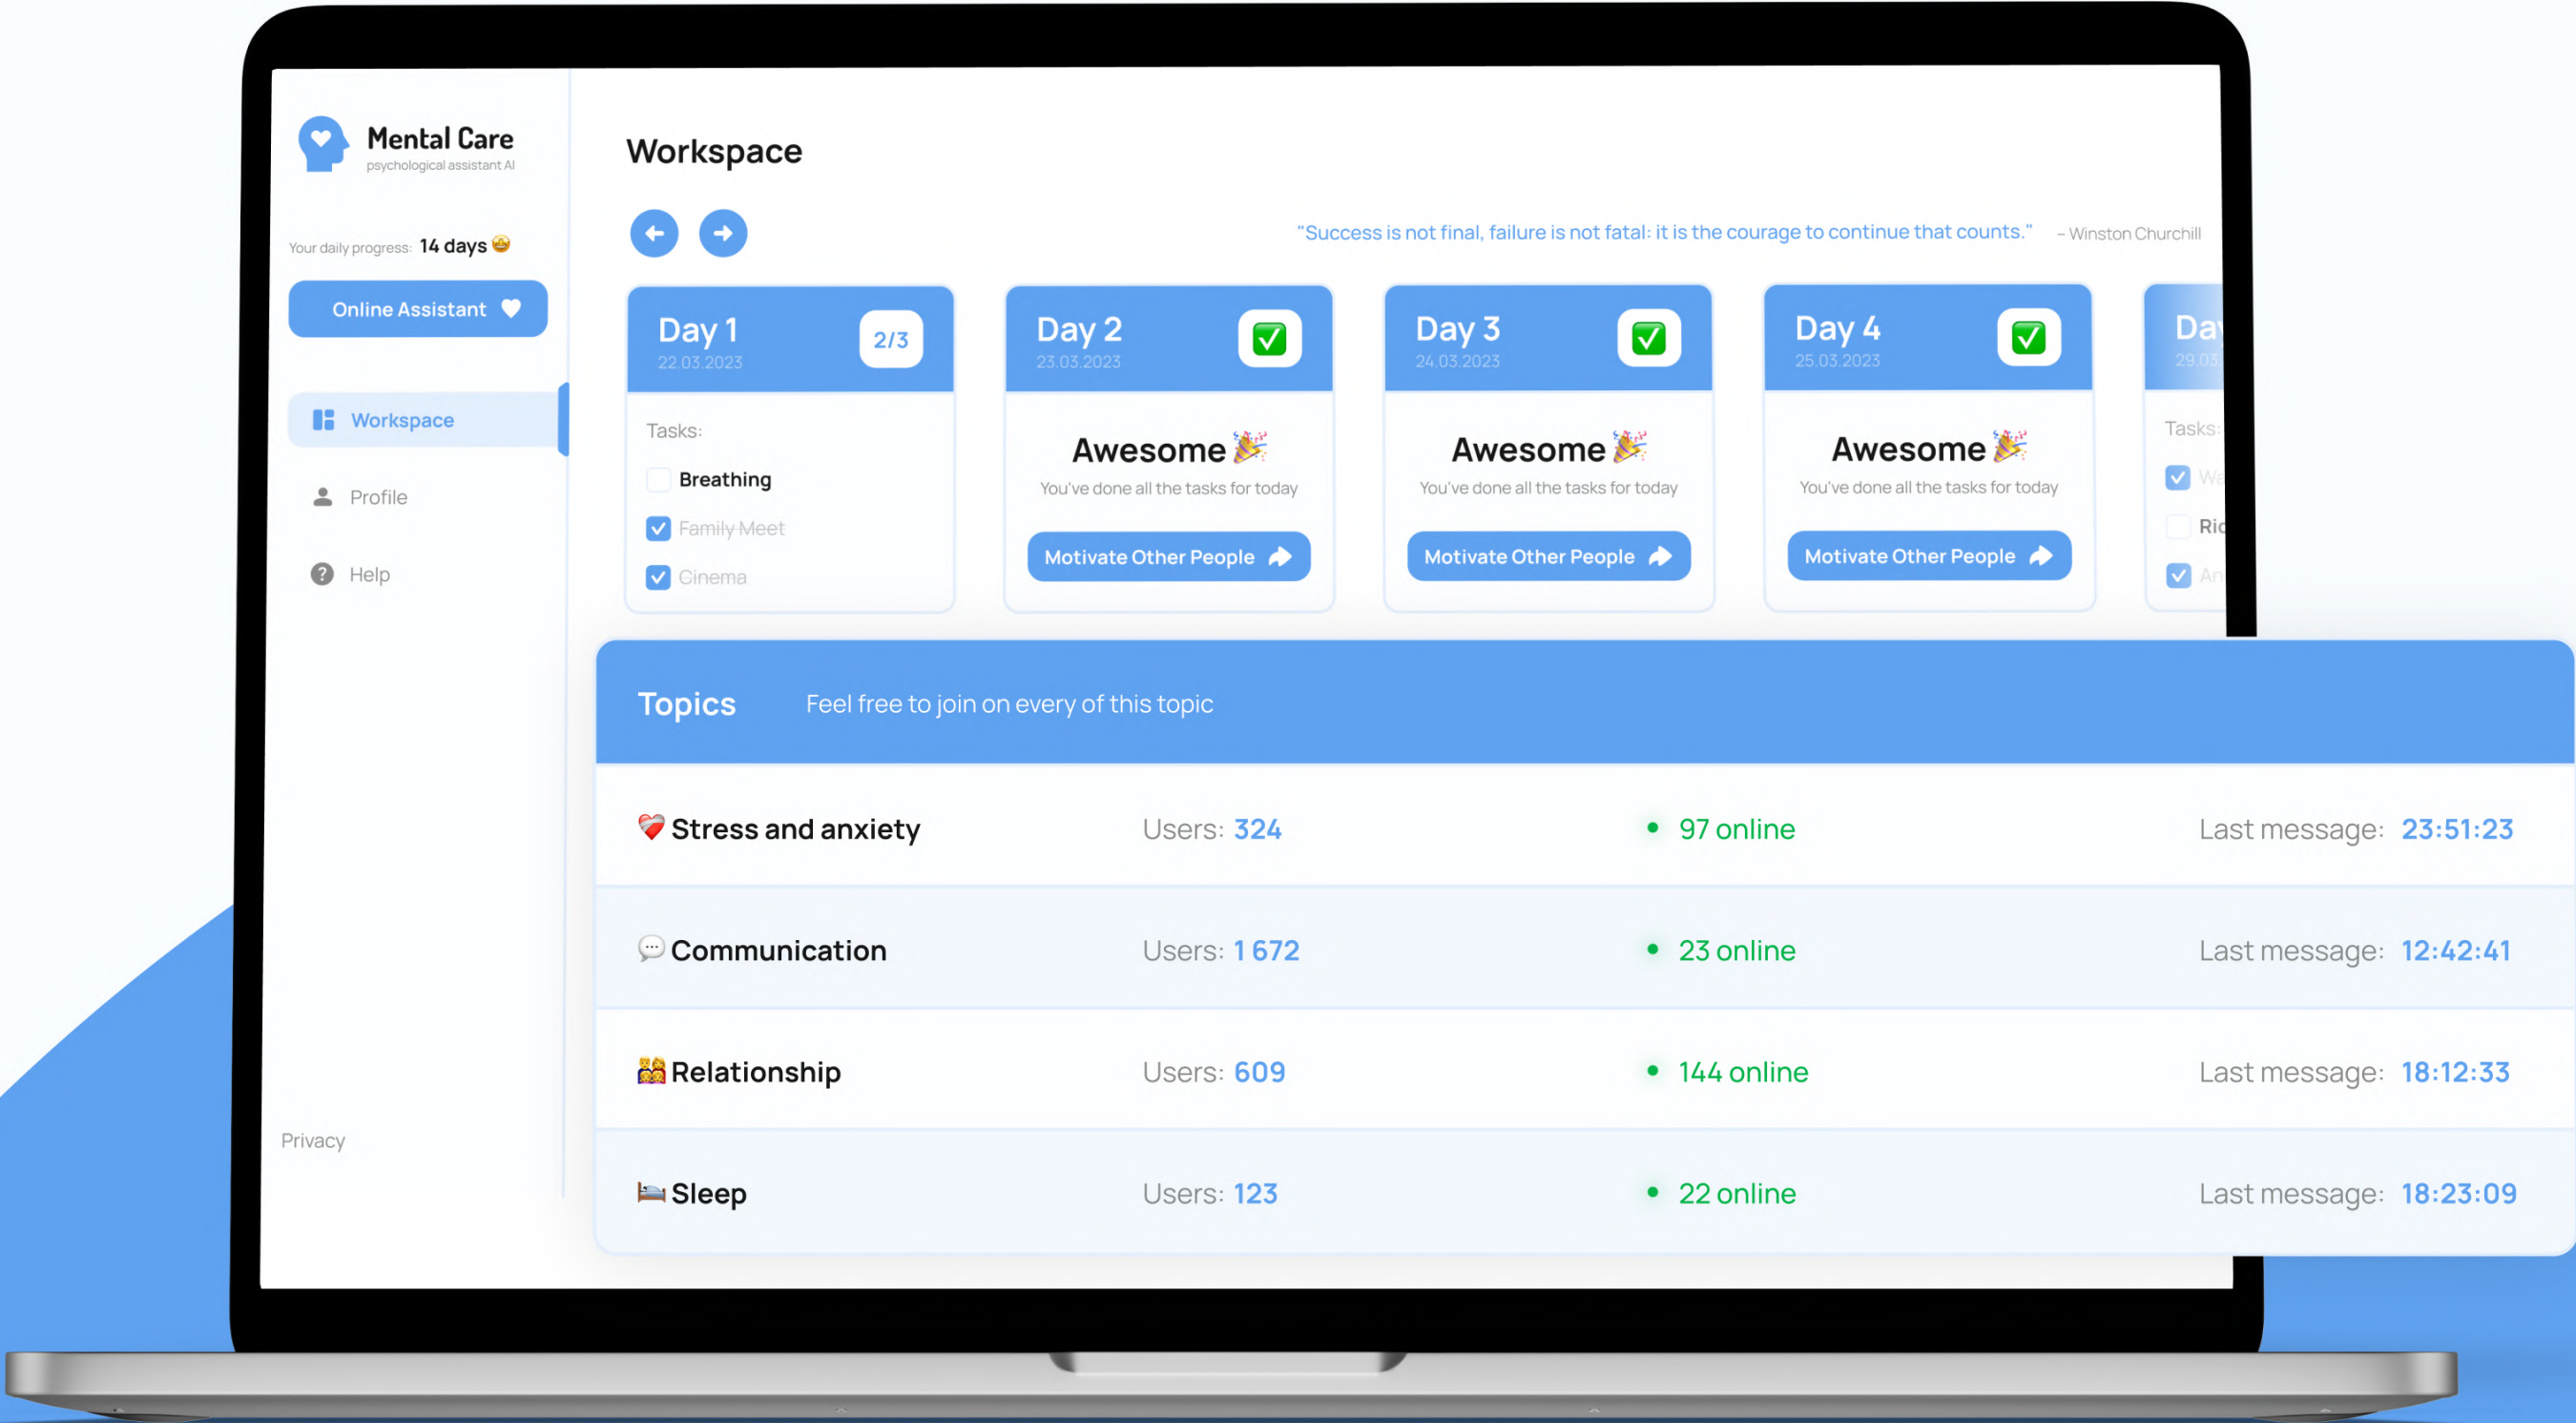 Mental Care
psychological assistant AI
Your daily progress: 14 days
Online Assistant
Workspace
Profile
Help
Privacy
Workspace
"Success is not final, failure is not fatal: it is the courage to continue that counts." – Winston Churchill
Day 1
22.03.2023
2/3
Tasks:
Breathing
Family Meet
Cinema
Day 2
23.03.2023
Awesome
You've done all the tasks for today
Motivate Other People
Day 3
24.03.2023
Awesome
You've done all the tasks for today
Motivate Other People
Day 4
25.03.2023
Awesome
You've done all the tasks for today
Motivate Other People
Tasks:
Topics Feel free to join on every of this topic
Stress and anxiety Users: 324 97 online Last message: 23:51:23
Communication Users: 1 672 23 online Last message: 12:42:41
Relationship Users: 609 144 online Last message: 18:12:33
Sleep Users: 123 22 online Last message: 18:23:09